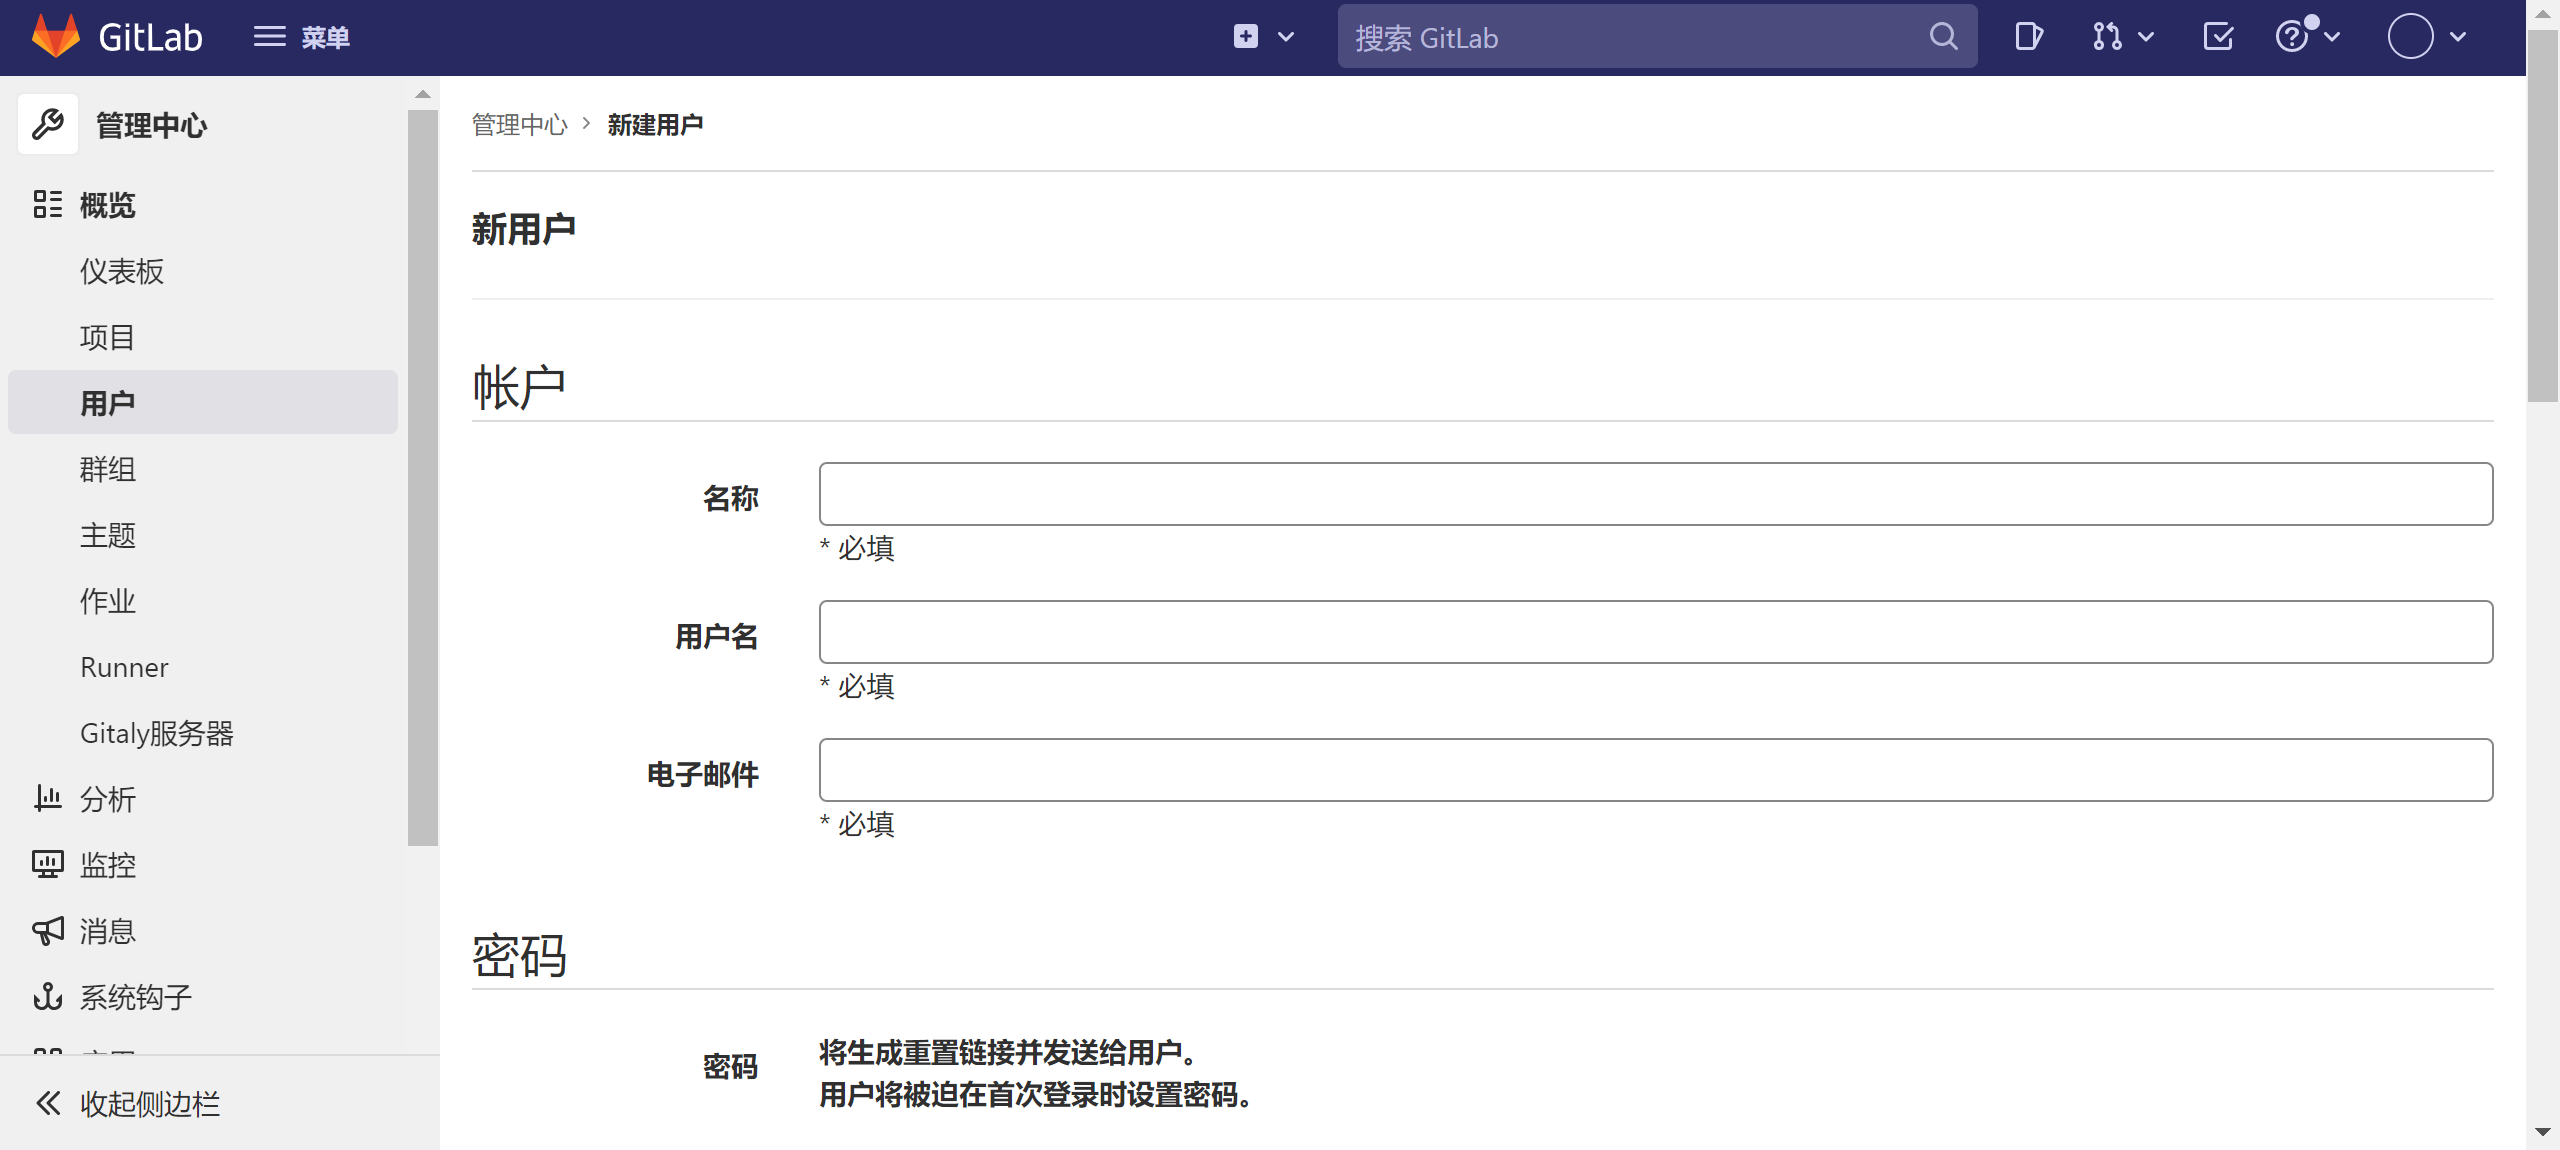 GitLab
菜单
搜索 GitLab
管理中心
概览
仪表板
项目
用户
群组
主题
作业
Runner
Gitaly服务器
分析
监控
消息
系统钩子
收起侧边栏
管理中心 > 新建用户
新用户
帐户
名称
* 必填
用户名
* 必填
电子邮件
* 必填
密码
密码
将生成重置链接并发送给用户。
用户将被迫在首次登录时设置密码。